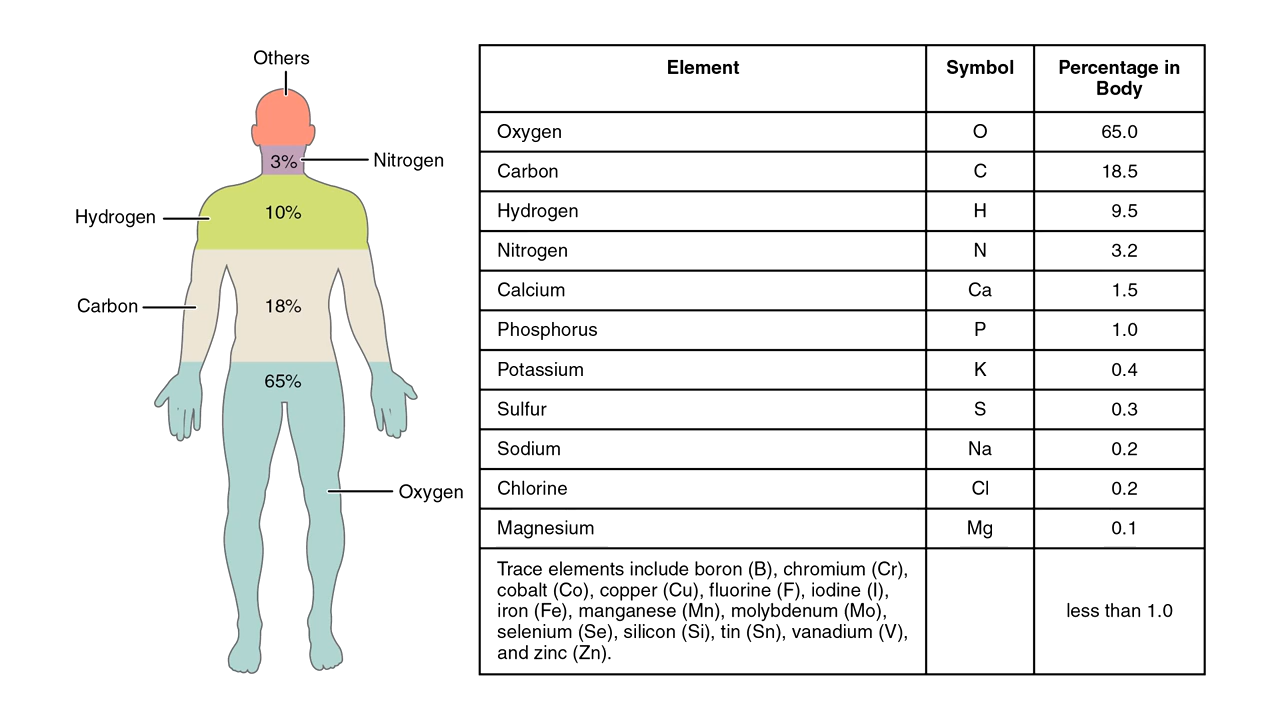 Others
3%
Nitrogen
Hydrogen
10%
Carbon
18%
65%
Oxygen
Element Symbol Percentage in
Body
Oxygen O 65.0
Carbon C 18.5
Hydrogen H 9.5
Nitrogen N 3.2
Calcium Ca 1.5
Phosphorus P 1.0
Potassium K 0.4
Sulfur S 0.3
Sodium Na 0.2
Chlorine Cl 0.2
Magnesium Mg 0.1
Trace elements include boron (B), chromium (Cr),
cobalt (Co), copper (Cu), fluorine (F), iodine (I),
iron (Fe), manganese (Mn), molybdenum (Mo),
selenium (Se), silicon (Si), tin (Sn), vanadium (V),
and zinc (Zn).
less than 1.0